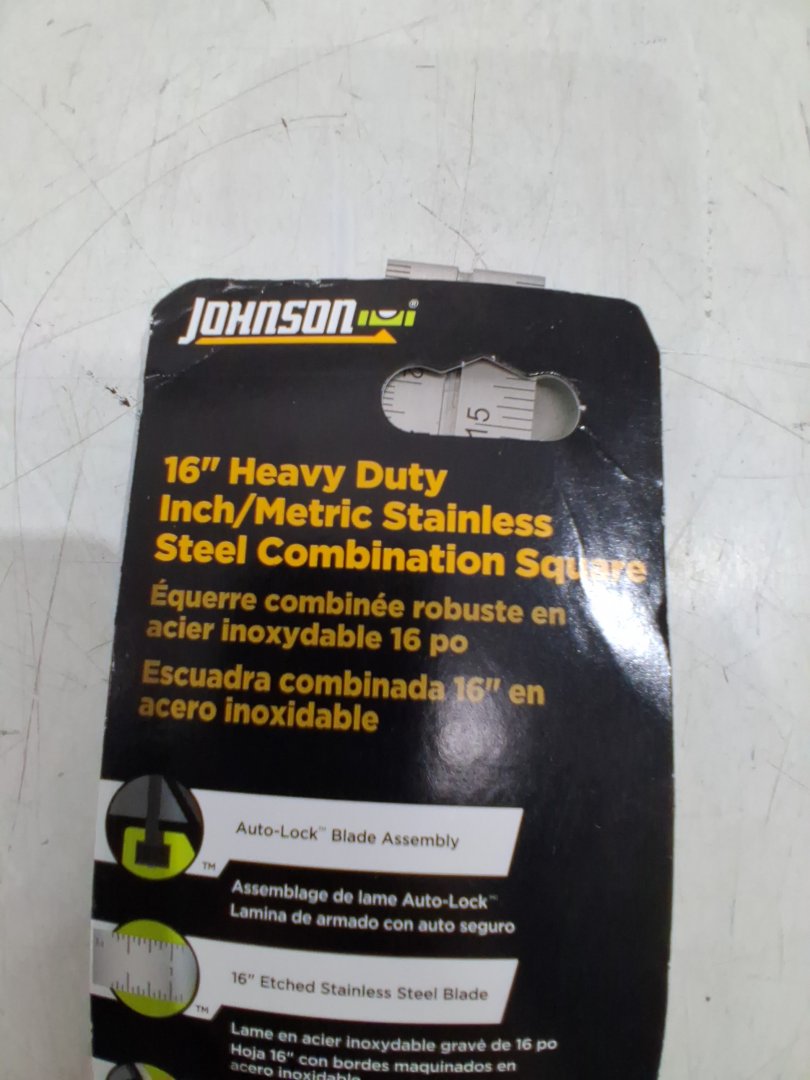 JOHNSON®
15
16" Heavy Duty
Inch/Metric Stainless
Steel Combination Square
Équerre combinée robuste en
acier inoxydable 16 po
Escuadra combinada 16" en
acero inoxidable
Auto-Lock™ Blade Assembly
TM
Assemblage de lame Auto-Lock™
Lamina de armado con auto seguro
16" Etched Stainless Steel Blade
TM
Lame en acier inoxydable gravé de 16 po
Hoja 16" con bordes maquinados en
acero inoxidable